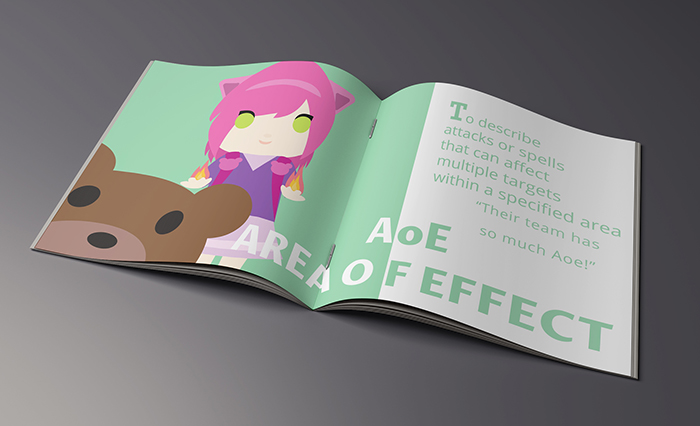 To describe
attacks or spells
that can affect
multiple targets
within a specified area
"Their team has
so much Aoe!"
AoE
AREA OF EFFECT